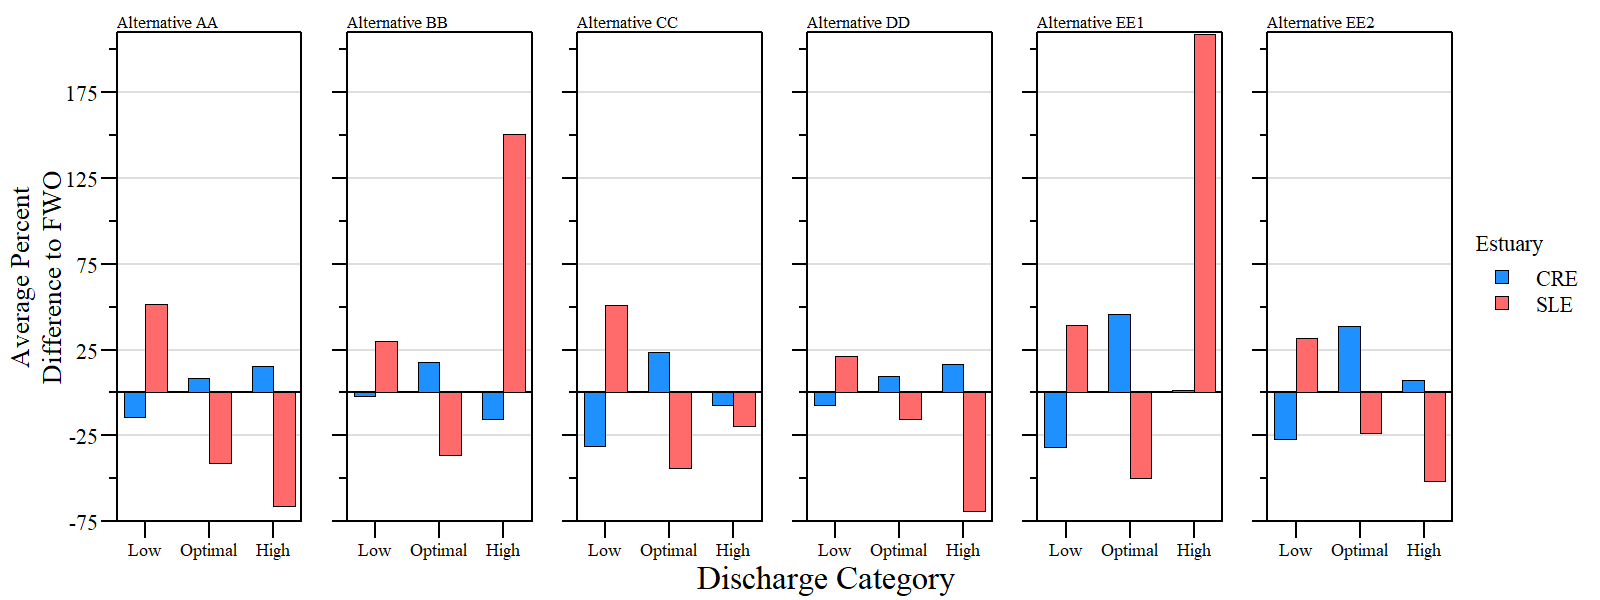 Alternative AA
Alternative BB
Alternative CC
Alternative DD
Alternative EE1
Alternative EE2
Average Percent
Difference to FWO
175
125
75
25
-25
-75
Low Optimal High
Low Optimal High
Low Optimal High
Low Optimal High
Low Optimal High
Low Optimal High
Discharge Category
Estuary
CRE
SLE